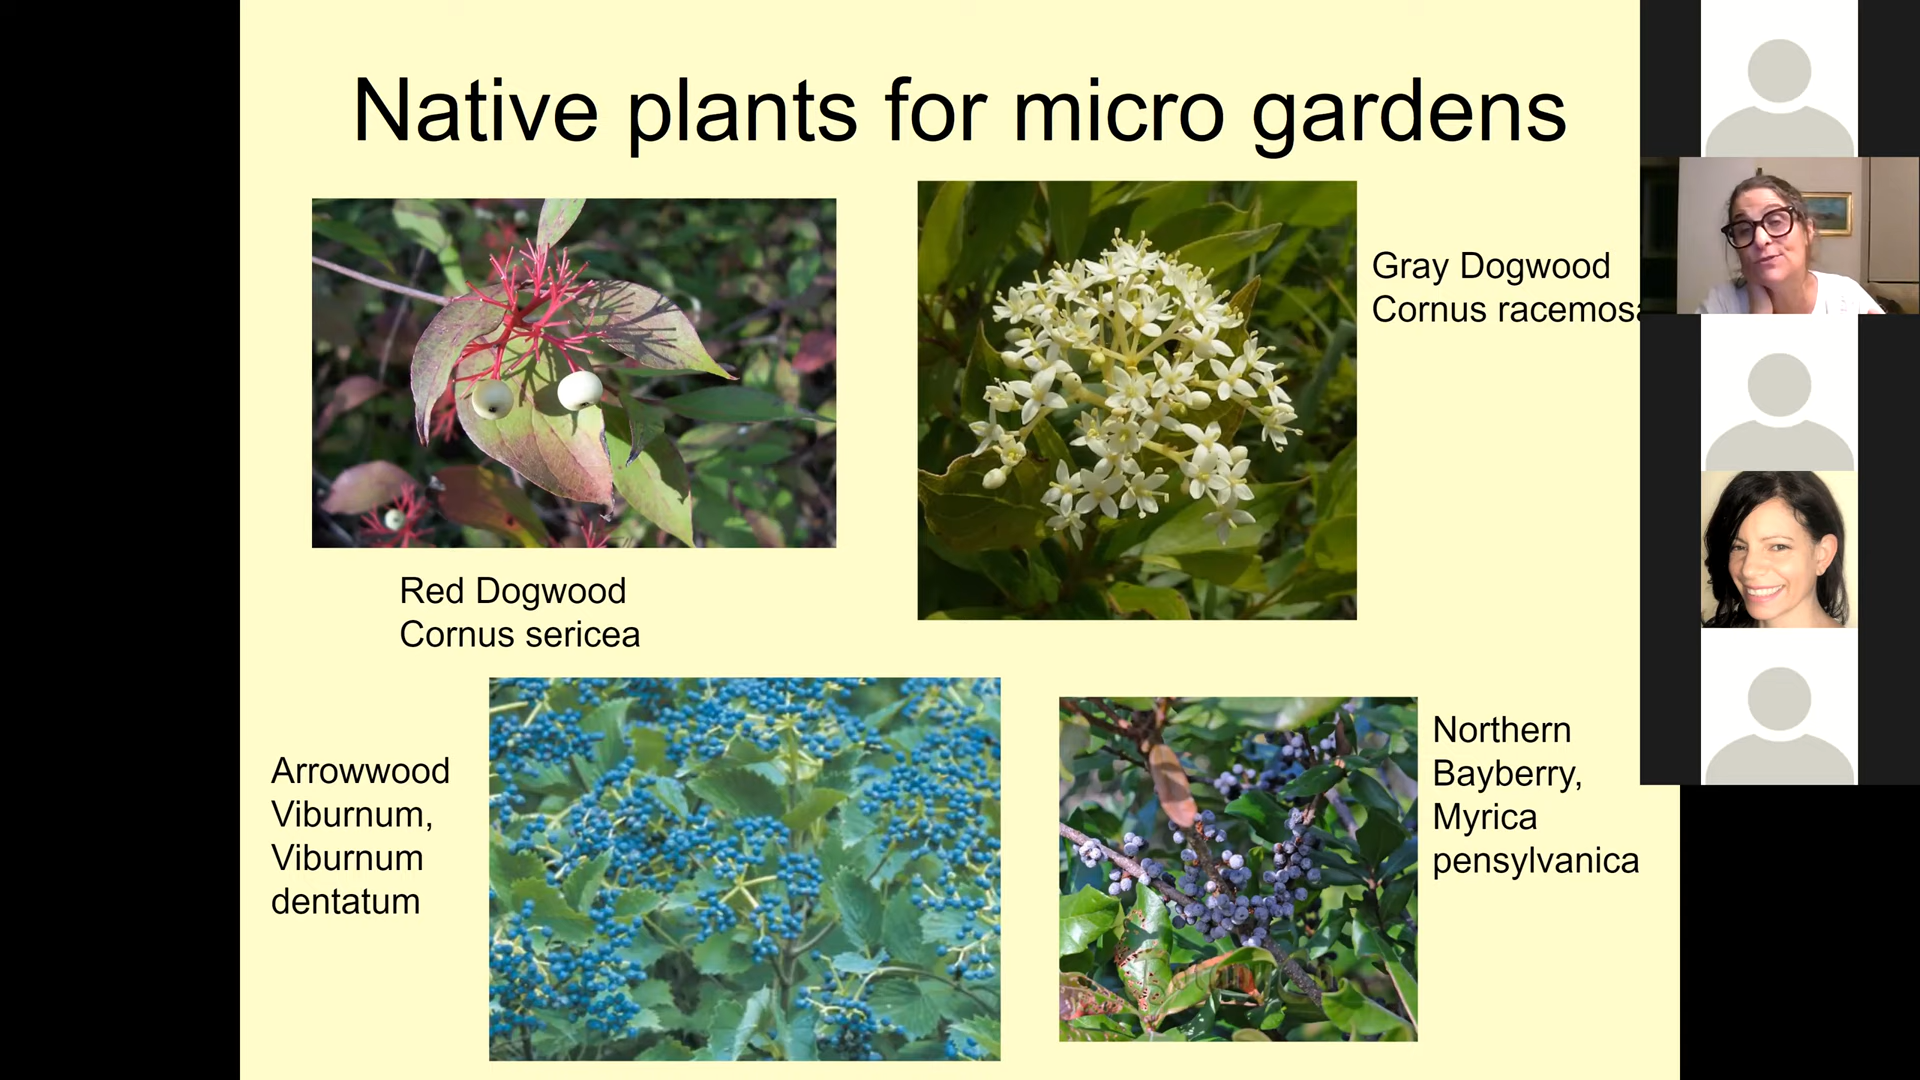 Native plants for micro gardens
Gray Dogwood
Cornus racemosa
Red Dogwood
Cornus sericea
Arrowwood
Viburnum,
Viburnum
dentatum
Northern
Bayberry,
Myrica
pensylvanica